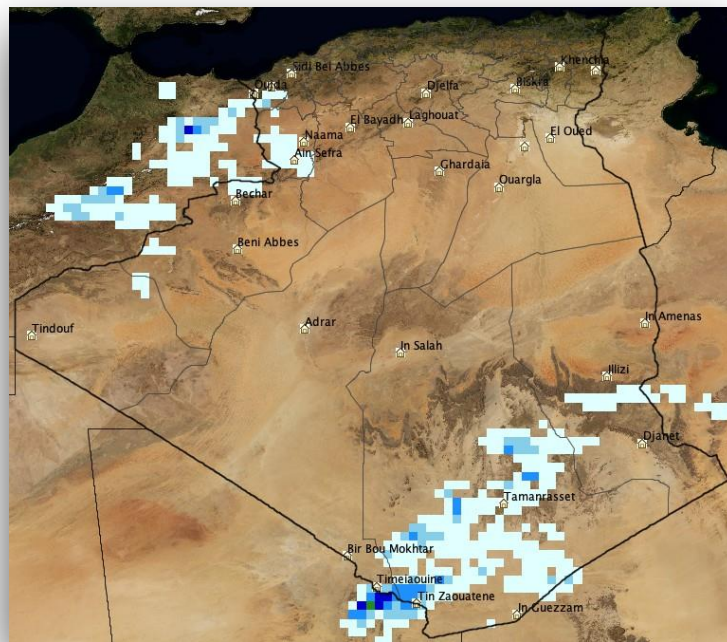 Khenchla
Sidi Bel Abbes
Oujda
Djelfa
Biskra
El Bayadh
Laghouat
El Oued
Naama
Ain Sefra
Ghardaia
Ouargla
Bechar
Beni Abbes
In Amenas
Adrar
Tindouf
In Salah
Illizi
Djanet
Tamanrasset
Bir Bou Mokhtar
Timeiaouine
Tin Zaouatene
In Guezzam